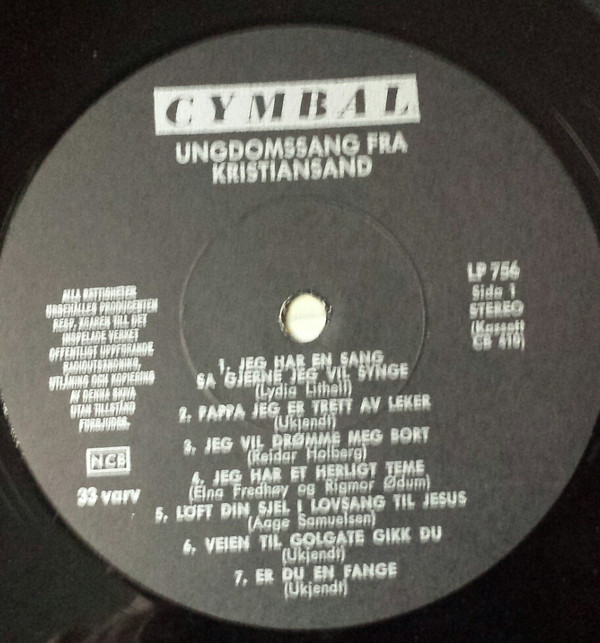 CYMBAL
UNGDOMSSANG FRA
KRISTIANSAND
LP 756
Side 1
STEREO
(Kassett
CB 419)
ALLA RÄTTIGHETER
UNBEHÅLLES PRODUCENTEN
RESP. ÄGAREN TILL DET
INSPELADE VERKET
OFFENTLIGT UPPFÖRANDE
RADIOUTSÄNDNING,
UTLÅNING OCH KOPIERING
AV DENNA SKIVA
UTAN TILLSTÅND
FÖRBJUDES.
NCB
33 varv
1. JEG HAR EN SANG
SA GJERNE JEG VIL SYNGE
(Lydia Lithell)
2. PAPPA JEG ER TRETT AV LEKER
(Ukjendt)
3. JEG VIL DRØMME MEG BORT
(Reidar Holberg)
4. JEG HAR ET HERLIGT TEME
(Elna Fredhøy og Rigmor Ødum)
5. LØFT DIN SJEL I LOVSANG TIL JESUS
(Aage Samuelsen)
6. VEIEN TIL GOLGATE GIKK DU
(Ukjendt)
7. ER DU EN FANGE
(Ukjendt)